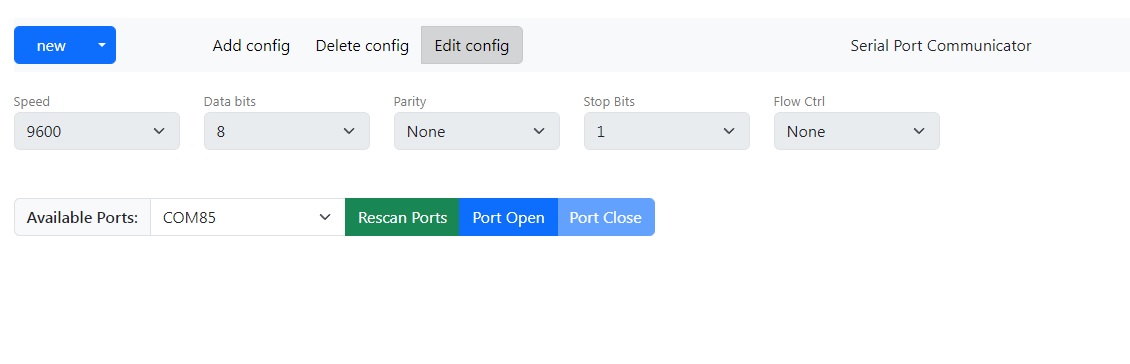 new Add config Delete config Edit config Serial Port Communicator
Speed Data bits Parity Stop Bits Flow Ctrl
9600 8 None 1 None
Available Ports: COM85 Rescan Ports Port Open Port Close